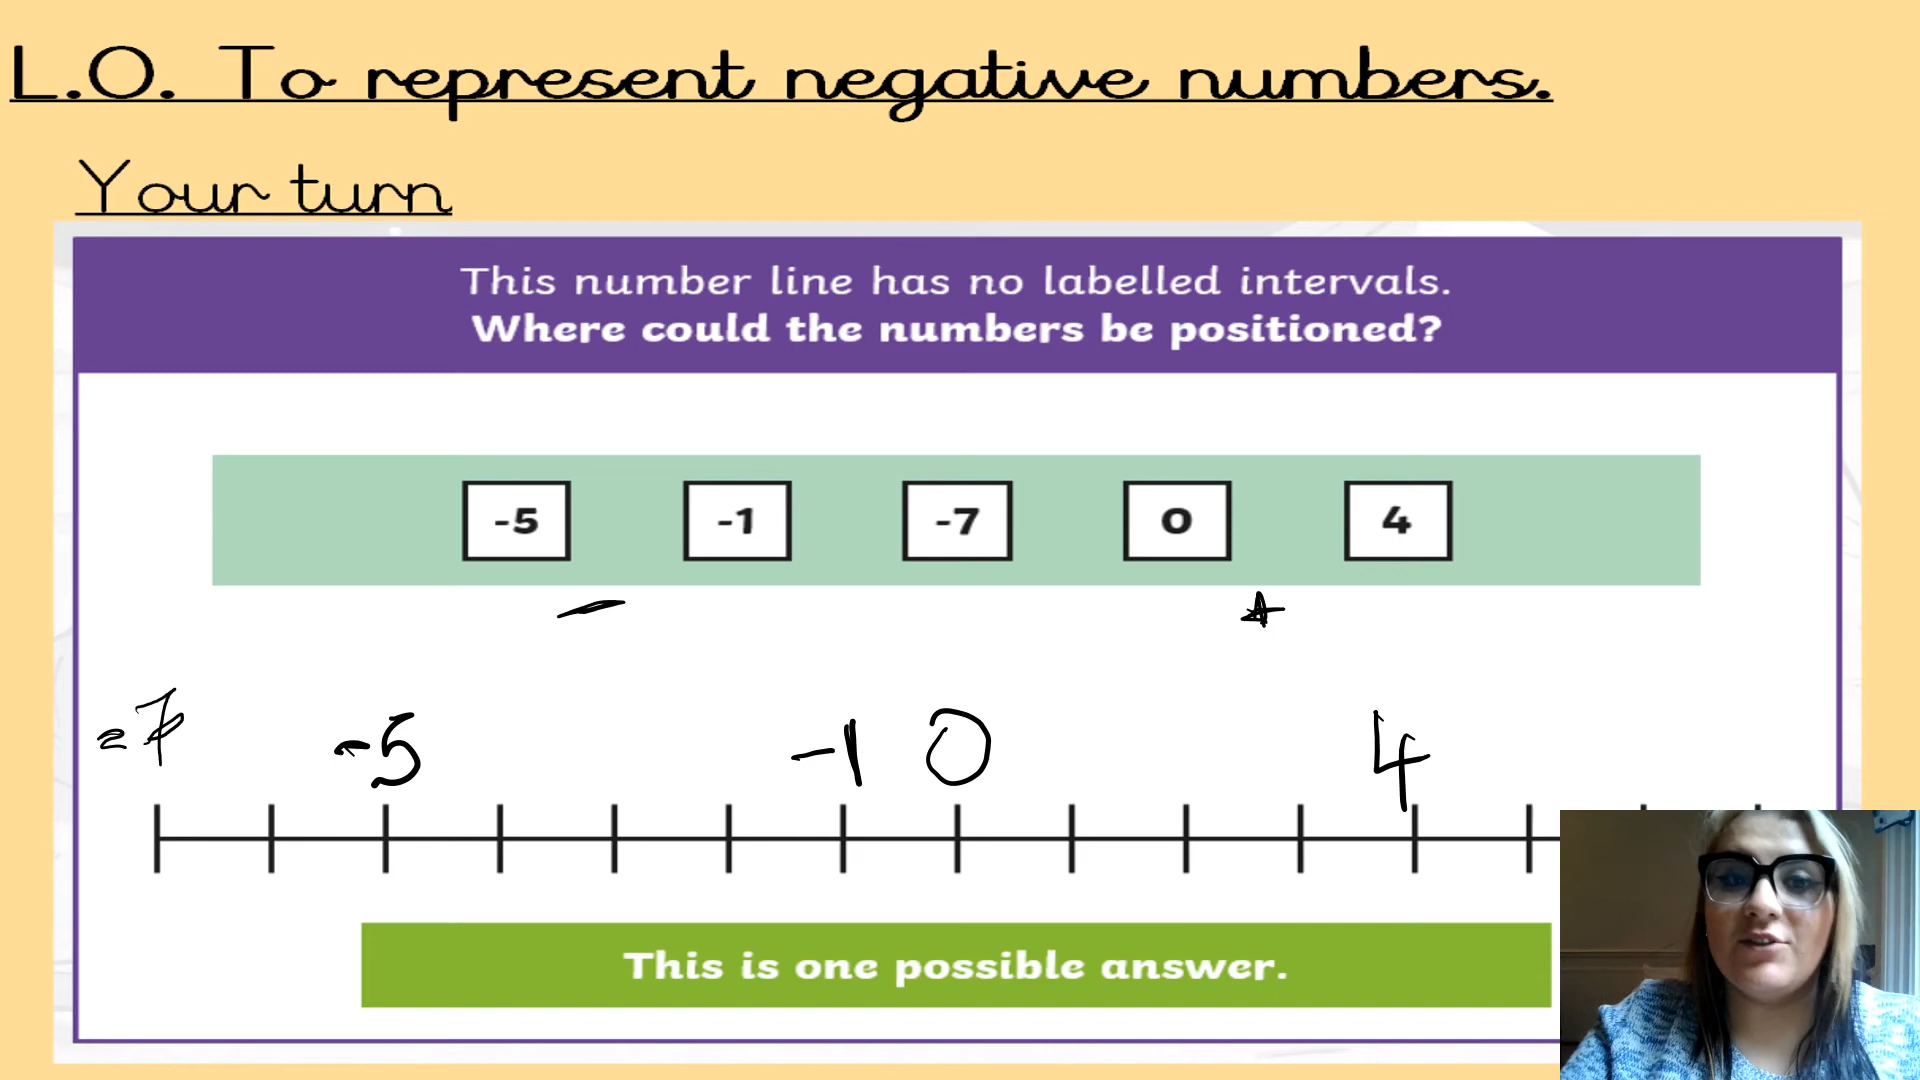 L.O. To represent negative numbers.
Your turn
This number line has no labelled intervals.
Where could the numbers be positioned?
-5 -1 -7 0 4
- +
-7 -5 -1 0 4
This is one possible answer.